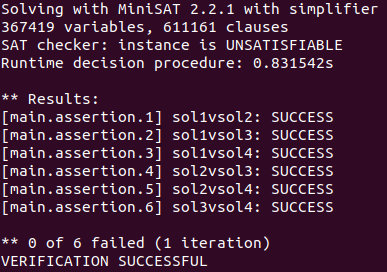 Solving with MiniSAT 2.2.1 with simplifier
367419 variables, 611161 clauses
SAT checker: instance is UNSATISFIABLE
Runtime decision procedure: 0.831542s

** Results:
[main.assertion.1] sol1vsol2: SUCCESS
[main.assertion.2] sol1vsol3: SUCCESS
[main.assertion.3] sol1vsol4: SUCCESS
[main.assertion.4] sol2vsol3: SUCCESS
[main.assertion.5] sol2vsol4: SUCCESS
[main.assertion.6] sol3vsol4: SUCCESS

** 0 of 6 failed (1 iteration)
VERIFICATION SUCCESSFUL